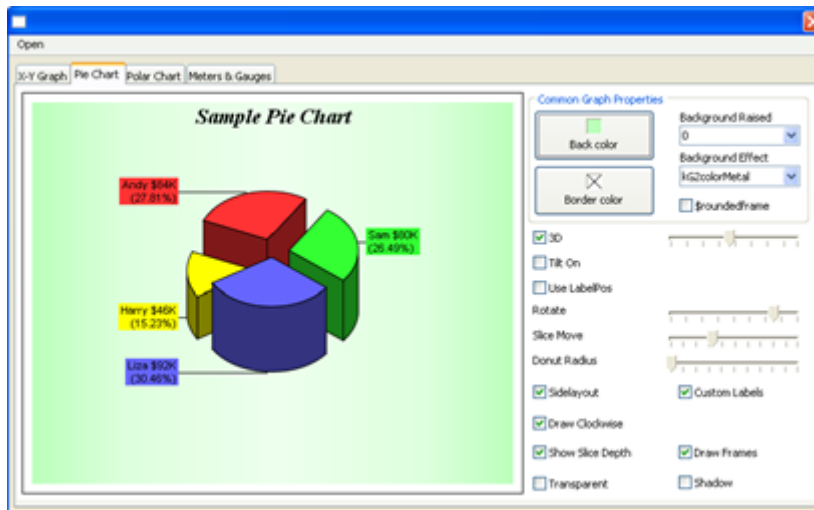 Open
X-Y Graph Pie Chart Polar Chart Meters & Gauges
Sample Pie Chart
Andy $84K
(27.81%)
Sam $80K
(26.49%)
Harry $46K
(15.23%)
Liza $92K
(30.46%)
Common Graph Properties
Back color
Border color
Background Raised
0
Background Effect
kG2colorMetal
$roundedframe
3D
Tilt On
Use LabelPos
Rotate
Slice Move
Donut Radius
Sidelayout Custom Labels
Draw Clockwise
Show Slice Depth Draw Frames
Transparent Shadow